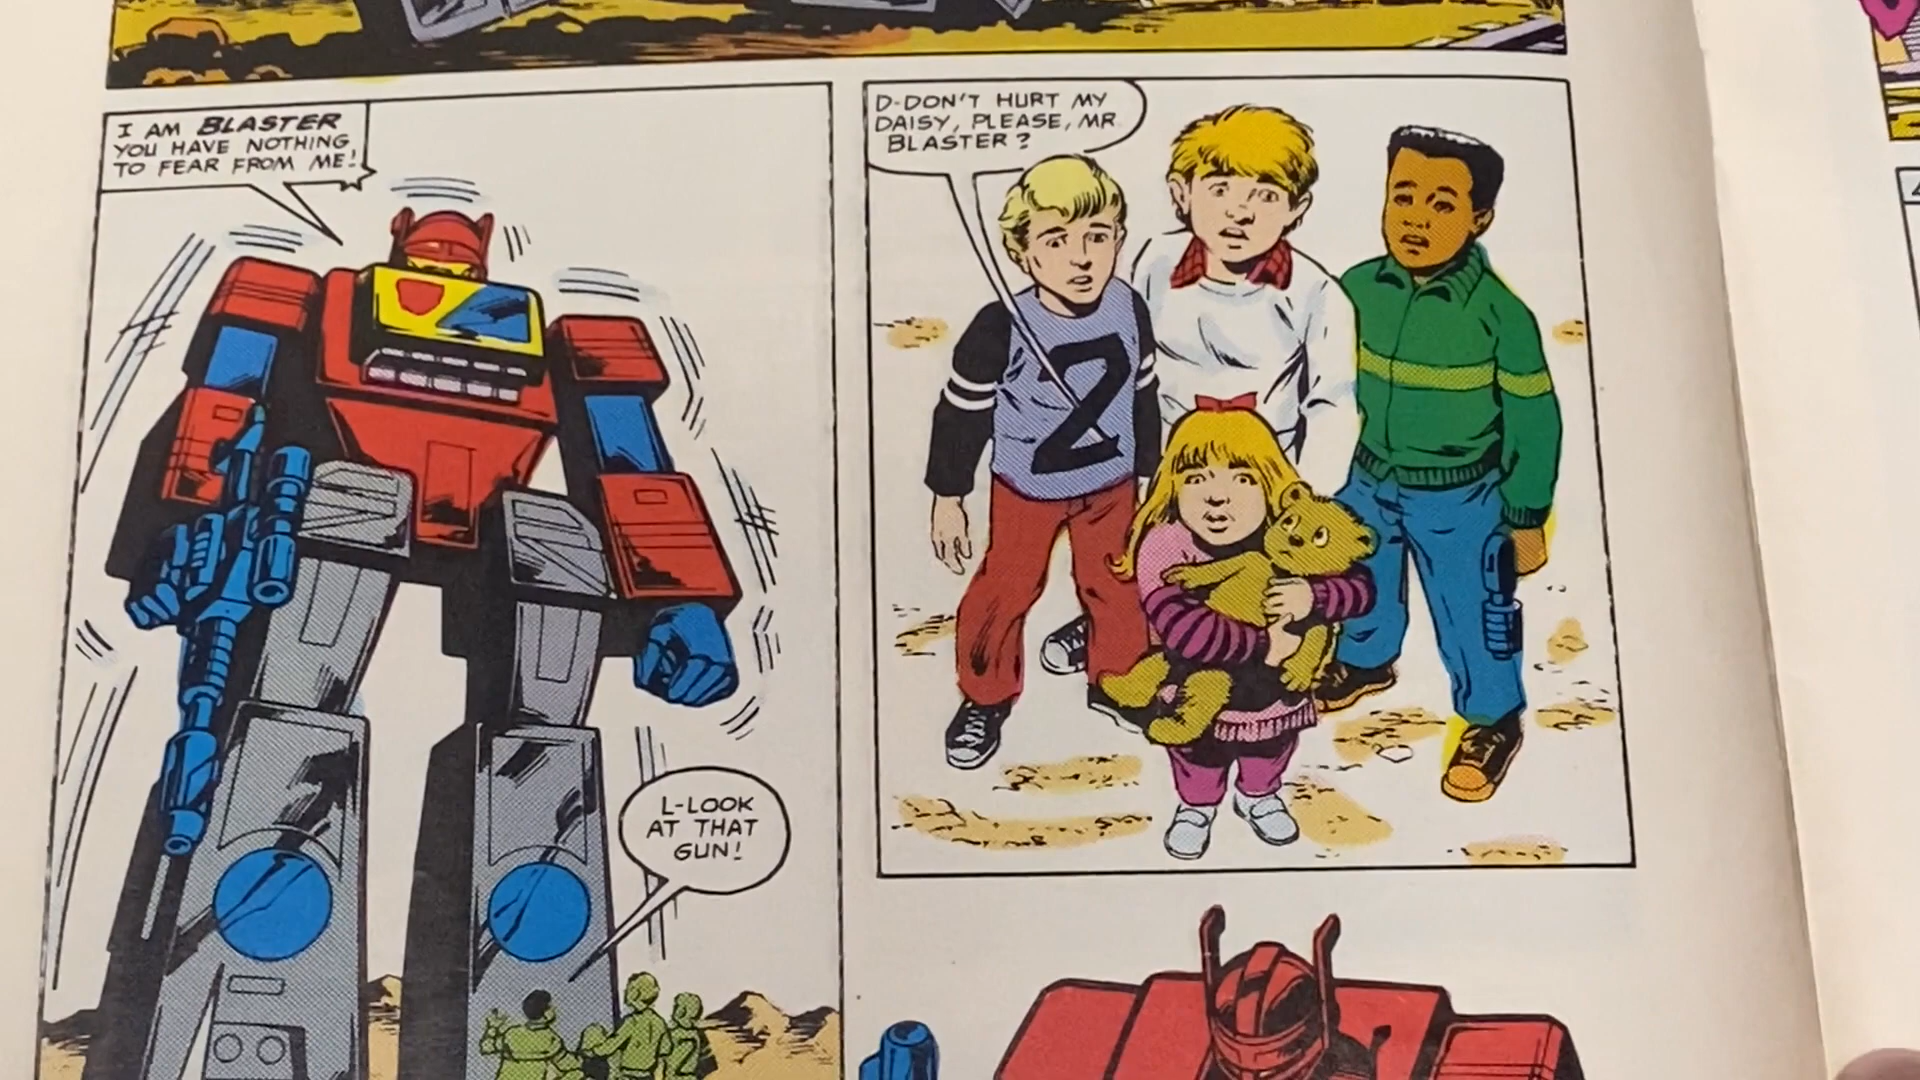 I AM BLASTER
YOU HAVE NOTHING
TO FEAR FROM ME!
D-DON'T HURT MY
DAISY, PLEASE, MR
BLASTER?
2
L-LOOK
AT THAT
GUN!
2